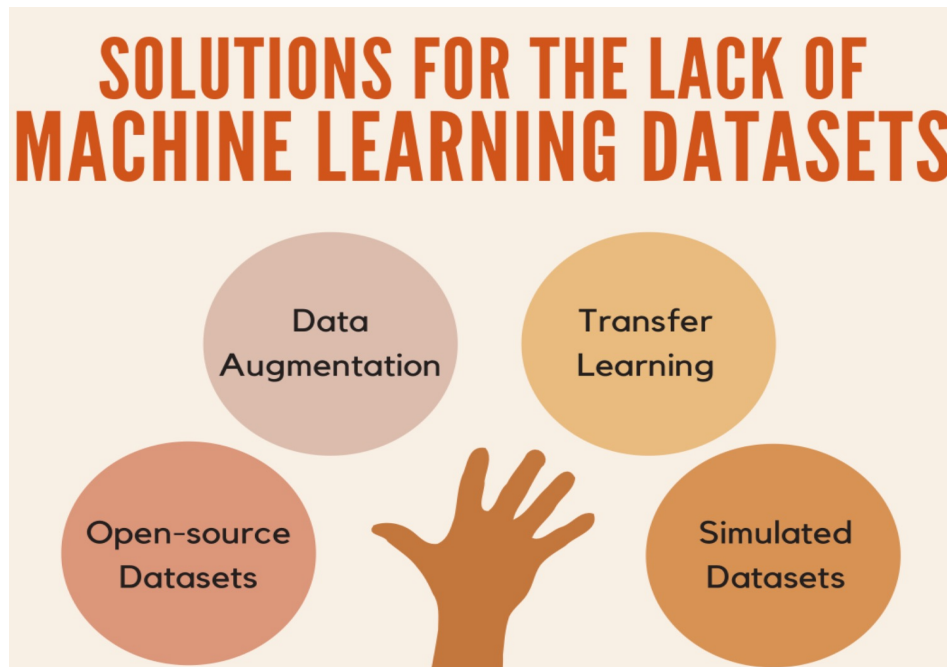 SOLUTIONS FOR THE LACK OF
MACHINE LEARNING DATASETS
Data
Augmentation
Transfer
Learning
Open-source
Datasets
Simulated
Datasets